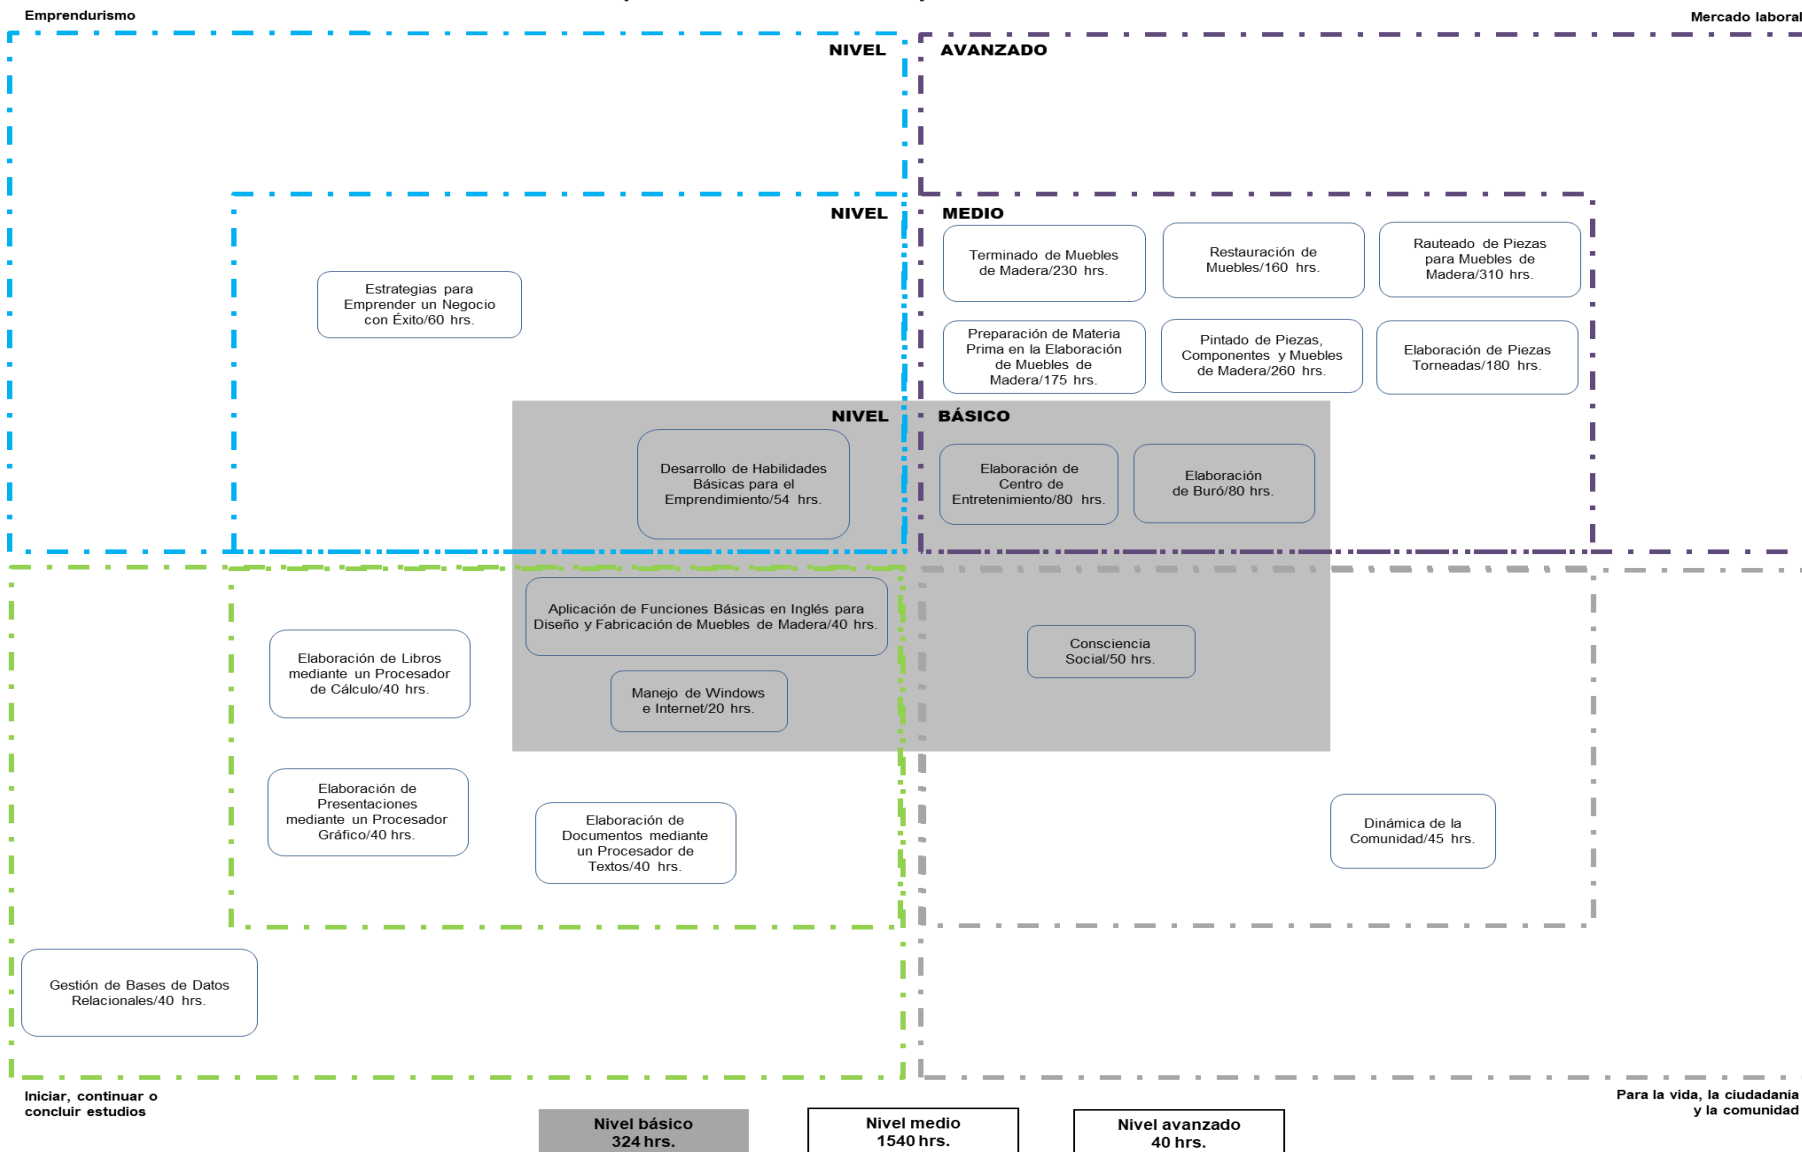 Emprendurismo
Mercado laboral
NIVEL AVANZADO
NIVEL MEDIO
Estrategias para
Emprender un Negocio
con Éxito/60 hrs.
Terminado de Muebles
de Madera/230 hrs.
Restauración de
Muebles/160 hrs.
Rauteado de Piezas
para Muebles de
Madera/310 hrs.
Preparación de Materia
Prima en la Elaboración
de Muebles de
Madera/175 hrs.
Pintado de Piezas,
Componentes y Muebles
de Madera/260 hrs.
Elaboración de Piezas
Torneadas/180 hrs.
NIVEL BÁSICO
Desarrollo de Habilidades
Básicas para el
Emprendimiento/54 hrs.
Elaboración de
Centro de
Entretenimiento/80 hrs.
Elaboración
de Buró/80 hrs.
Aplicación de Funciones Básicas en Inglés para
Diseño y Fabricación de Muebles de Madera/40 hrs.
Elaboración de Libros
mediante un Procesador
de Cálculo/40 hrs.
Manejo de Windows
e Internet/20 hrs.
Consciencia
Social/50 hrs.
Elaboración de
Presentaciones
mediante un Procesador
Gráfico/40 hrs.
Elaboración de
Documentos mediante
un Procesador de
Textos/40 hrs.
Dinámica de la
Comunidad/45 hrs.
Gestión de Bases de Datos
Relacionales/40 hrs.
Iniciar, continuar o
concluir estudios
Para la vida, la ciudadanía
y la comunidad
Nivel básico
324 hrs.
Nivel medio
1540 hrs.
Nivel avanzado
40 hrs.